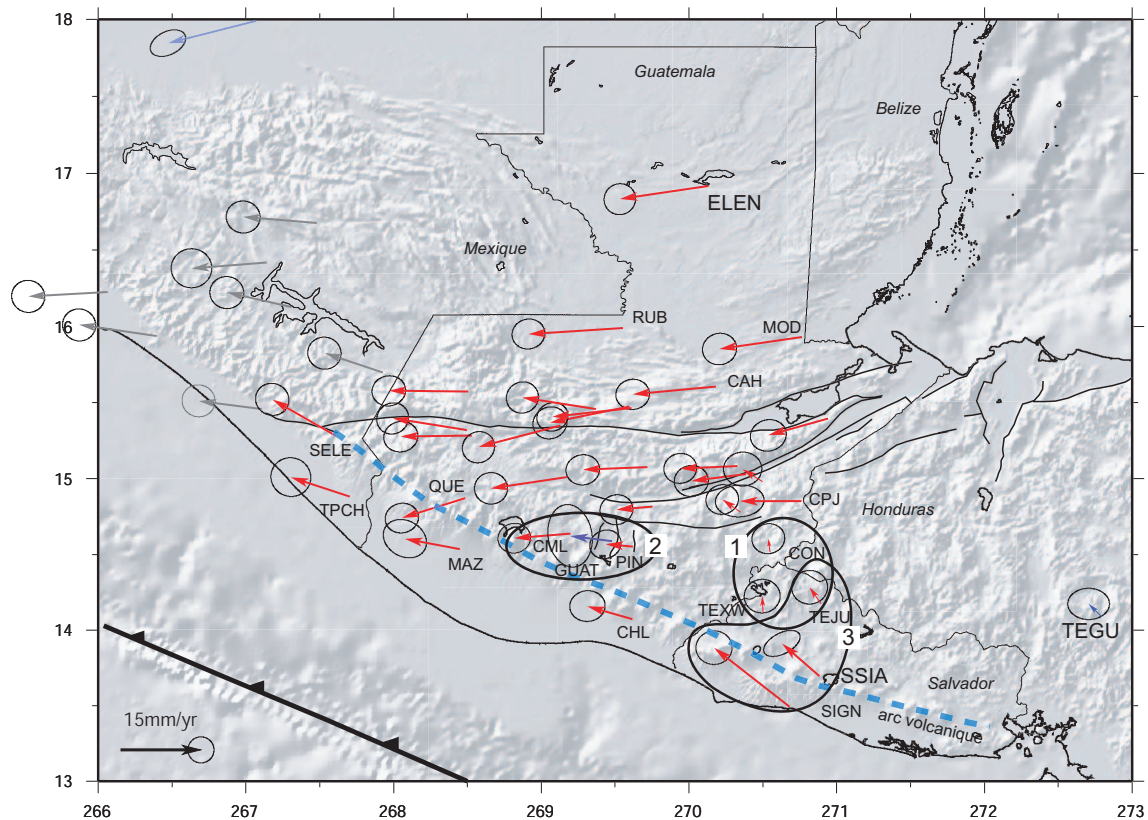 18
Guatemala
Belize
17
ELEN
Mexique
RUB
MOD
16
CAH
SELE
15
QUE
TPCH
CPJ
Honduras
1
CML
2
PIN
CON
GUAT
MAZ
TEXW
TEJU
CHL
TEGU
14
3
SSIA
Salvador
SIGN
15mm/yr
arc volcanique
13
266 267 268 269 270 271 272 273